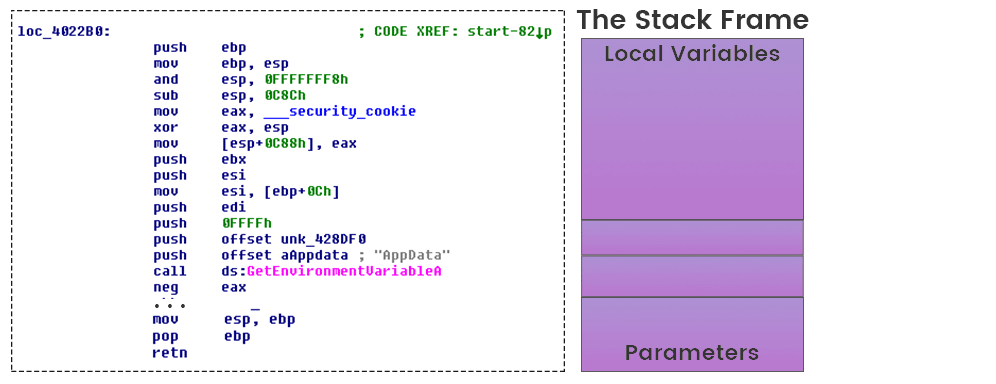 The Stack Frame
loc_4022B0: ; CODE XREF: start-82↓p
push ebp
mov ebp, esp
and esp, 0FFFFFFF8h
sub esp, 0C8Ch
mov eax, ___security_cookie
xor eax, esp
mov [esp+0C88h], eax
push ebx
push esi
mov esi, [ebp+0Ch]
push edi
push 0FFFFh
push offset unk_428DF0
push offset aAppdata ; "AppData"
call ds:GetEnvironmentVariableA
neg eax
...
mov esp, ebp
pop ebp
retn
Local Variables
Parameters